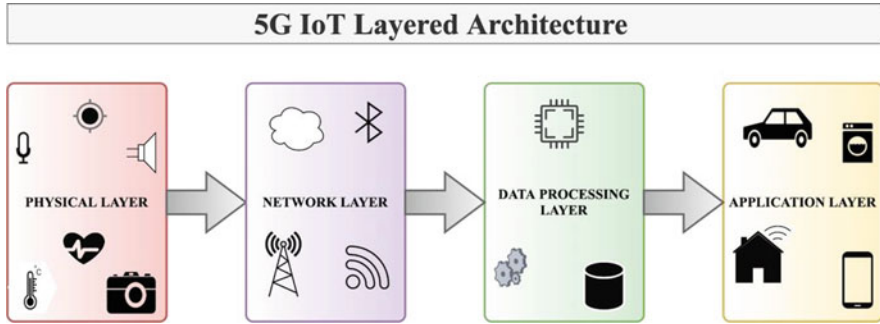 5G IoT Layered Architecture
PHYSICAL LAYER
NETWORK LAYER
DATA PROCESSING
LAYER
APPLICATION LAYER
°C